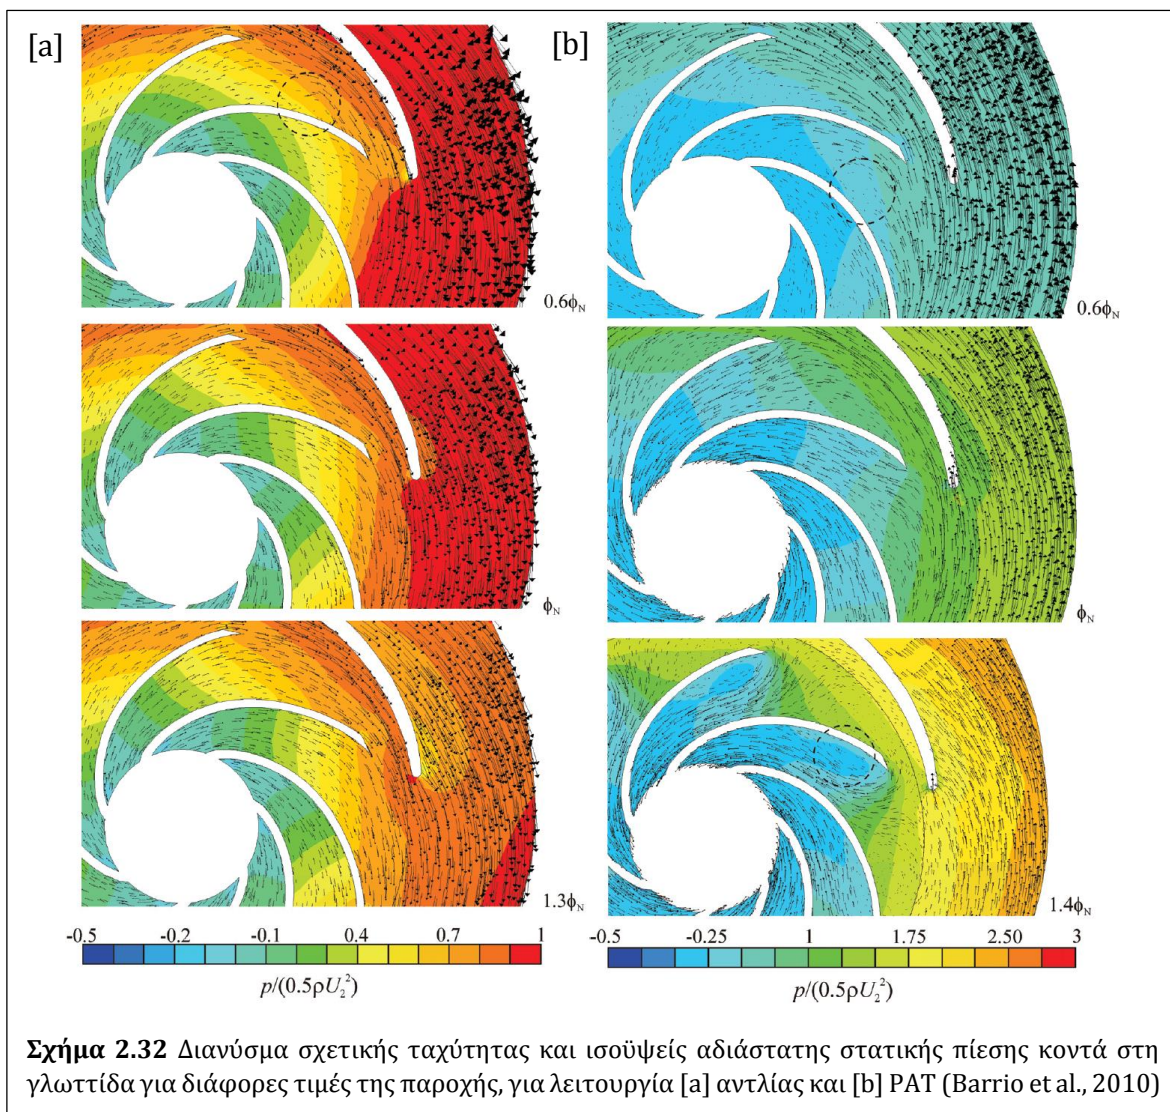 [a]
[b]
0.6ϕN
0.6ϕN
ϕN
ϕN
1.3ϕN
1.4ϕN
-0.5 -0.2 -0.1 0.4 0.7 1
p/(0.5ρU₂²)
-0.5 -0.25 1 1.75 2.50 3
p/(0.5ρU₂²)
Σχήμα 2.32 Διανύσμα σχετικής ταχύτητας και ισοϋψείς αδιάστατης στατική πίεσης κοντά στη
γλωττίδα για διάφορες τιμές της παροχής, για λειτουργία [a] αντλίας και [b] PAT (Barrio et al., 2010)